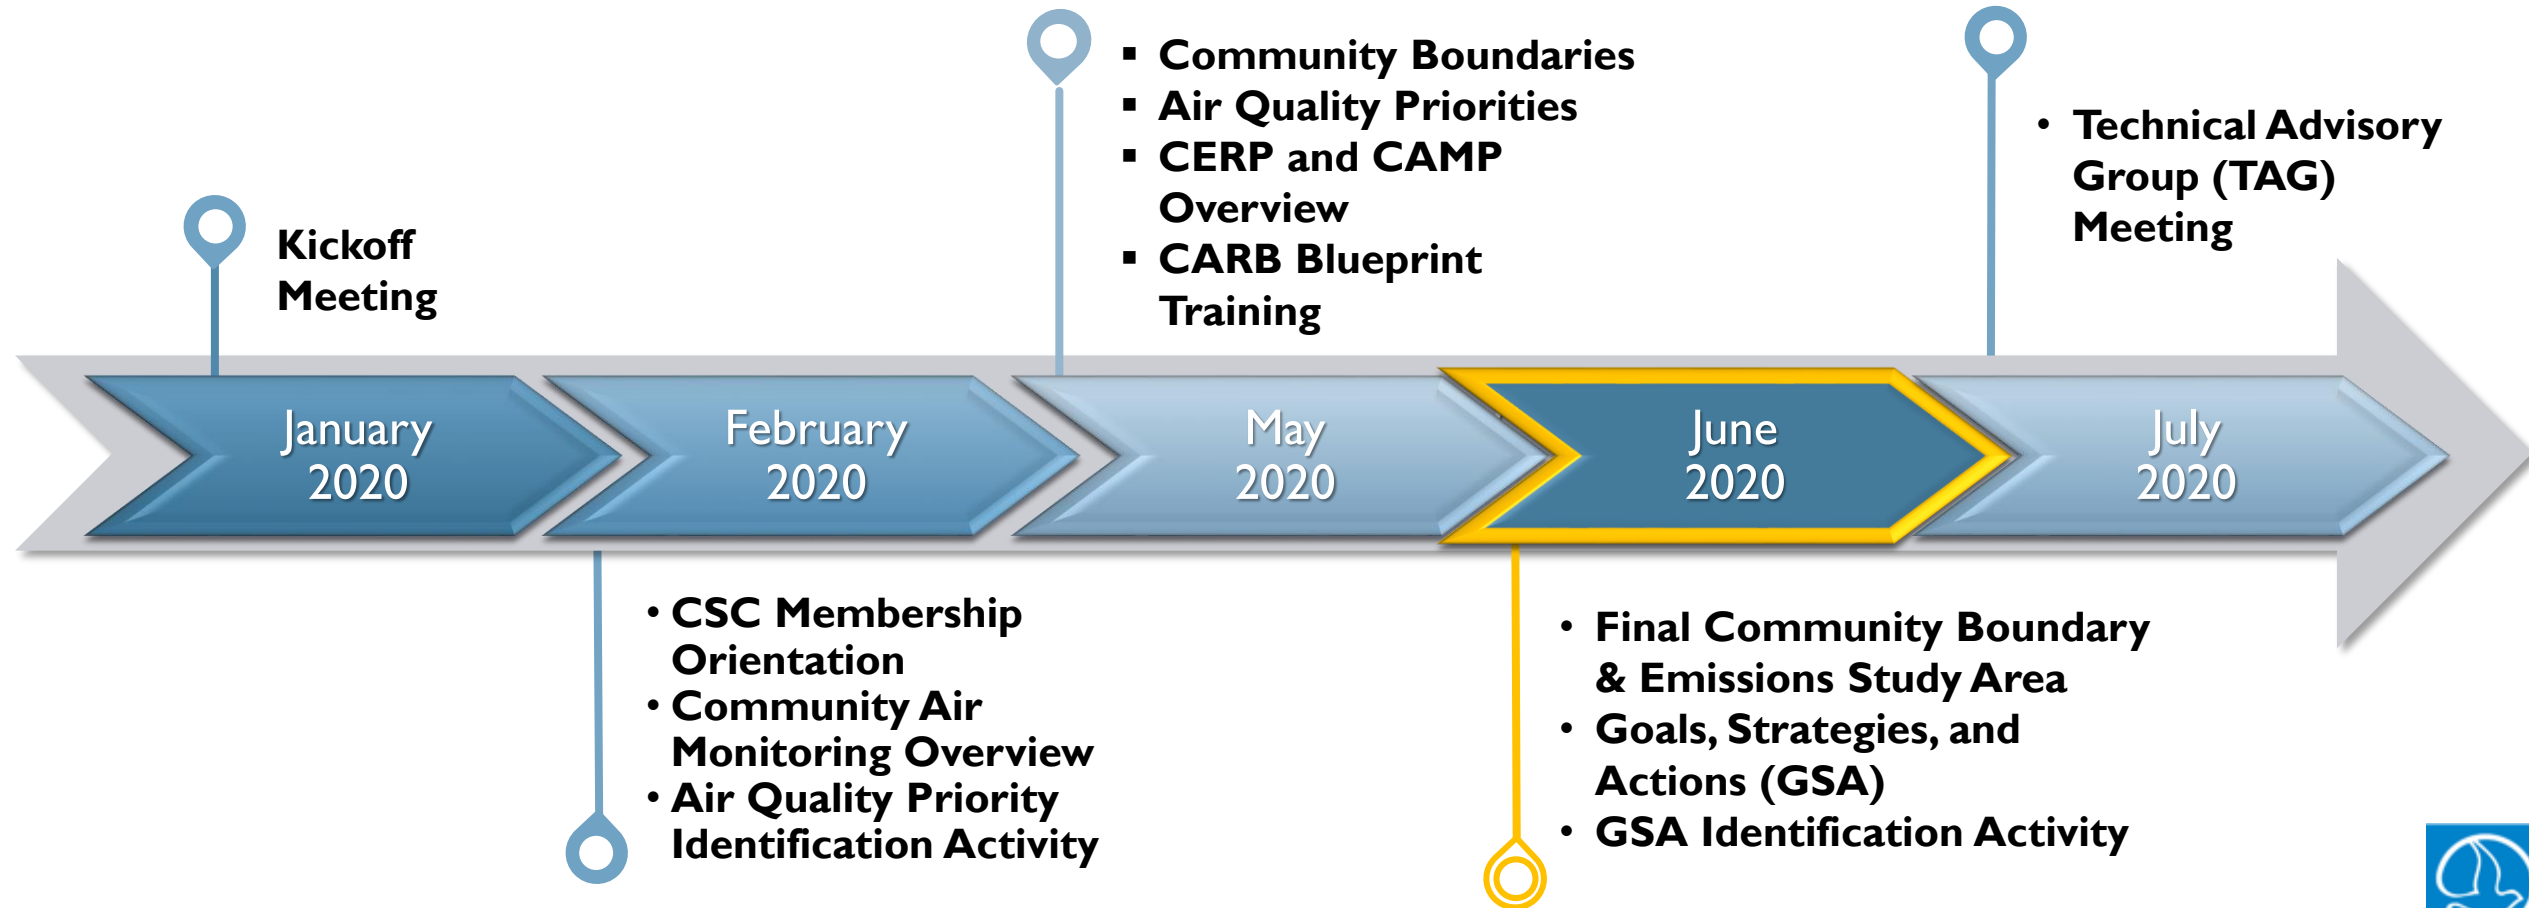 Kickoff
Meeting
▪ Community Boundaries
▪ Air Quality Priorities
▪ CERP and CAMP
Overview
▪ CARB Blueprint
Training
• Technical Advisory
Group (TAG)
Meeting
January
2020
February
2020
May
2020
June
2020
July
2020
• CSC Membership
Orientation
• Community Air
Monitoring Overview
• Air Quality Priority
Identification Activity
• Final Community Boundary
& Emissions Study Area
• Goals, Strategies, and
Actions (GSA)
• GSA Identification Activity